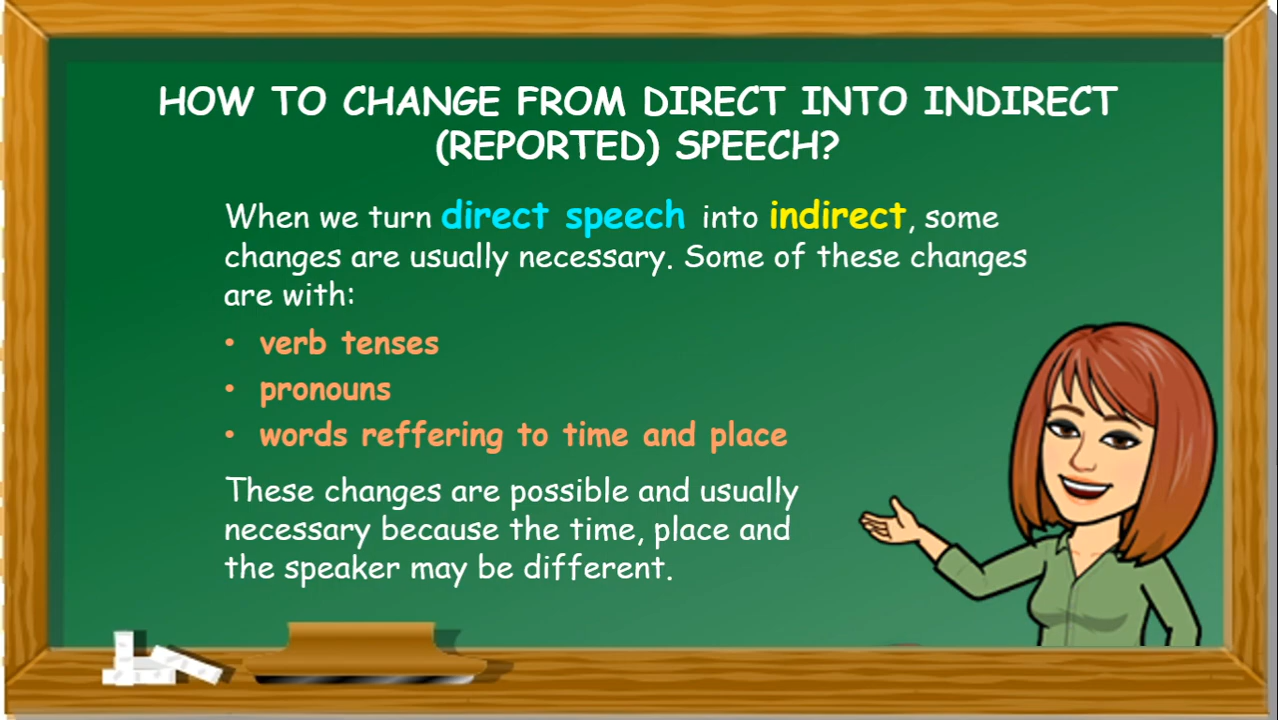 HOW TO CHANGE FROM DIRECT INTO INDIRECT
(REPORTED) SPEECH?
When we turn direct speech into indirect, some
changes are usually necessary. Some of these changes
are with:
• verb tenses
• pronouns
• words reffering to time and place
These changes are possible and usually
necessary because the time, place and
the speaker may be different.